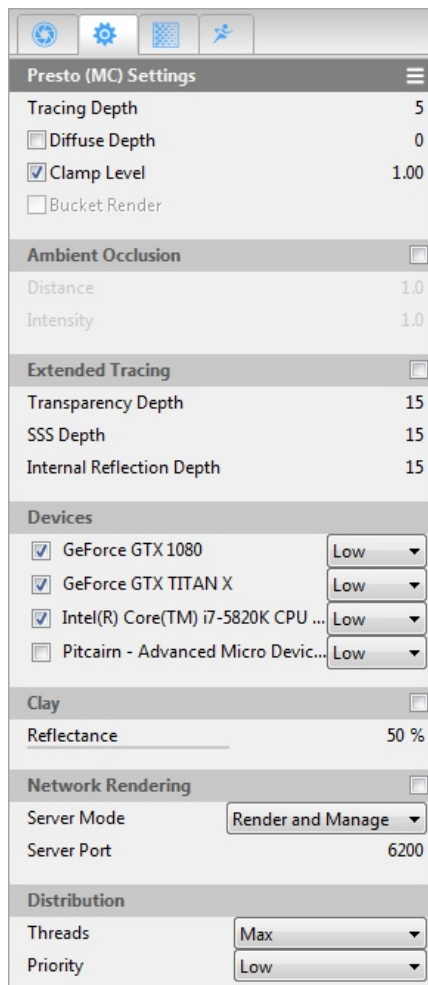 Presto (MC) Settings
Tracing Depth 5
Diffuse Depth 0
Clamp Level 1.00
Bucket Render
Ambient Occlusion
Distance 1.0
Intensity 1.0
Extended Tracing
Transparency Depth 15
SSS Depth 15
Internal Reflection Depth 15
Devices
GeForce GTX 1080 Low
GeForce GTX TITAN X Low
Intel(R) Core(TM) i7-5820K CPU ... Low
Pitcairn - Advanced Micro Devic... Low
Clay
Reflectance 50 %
Network Rendering
Server Mode Render and Manage
Server Port 6200
Distribution
Threads Max
Priority Low